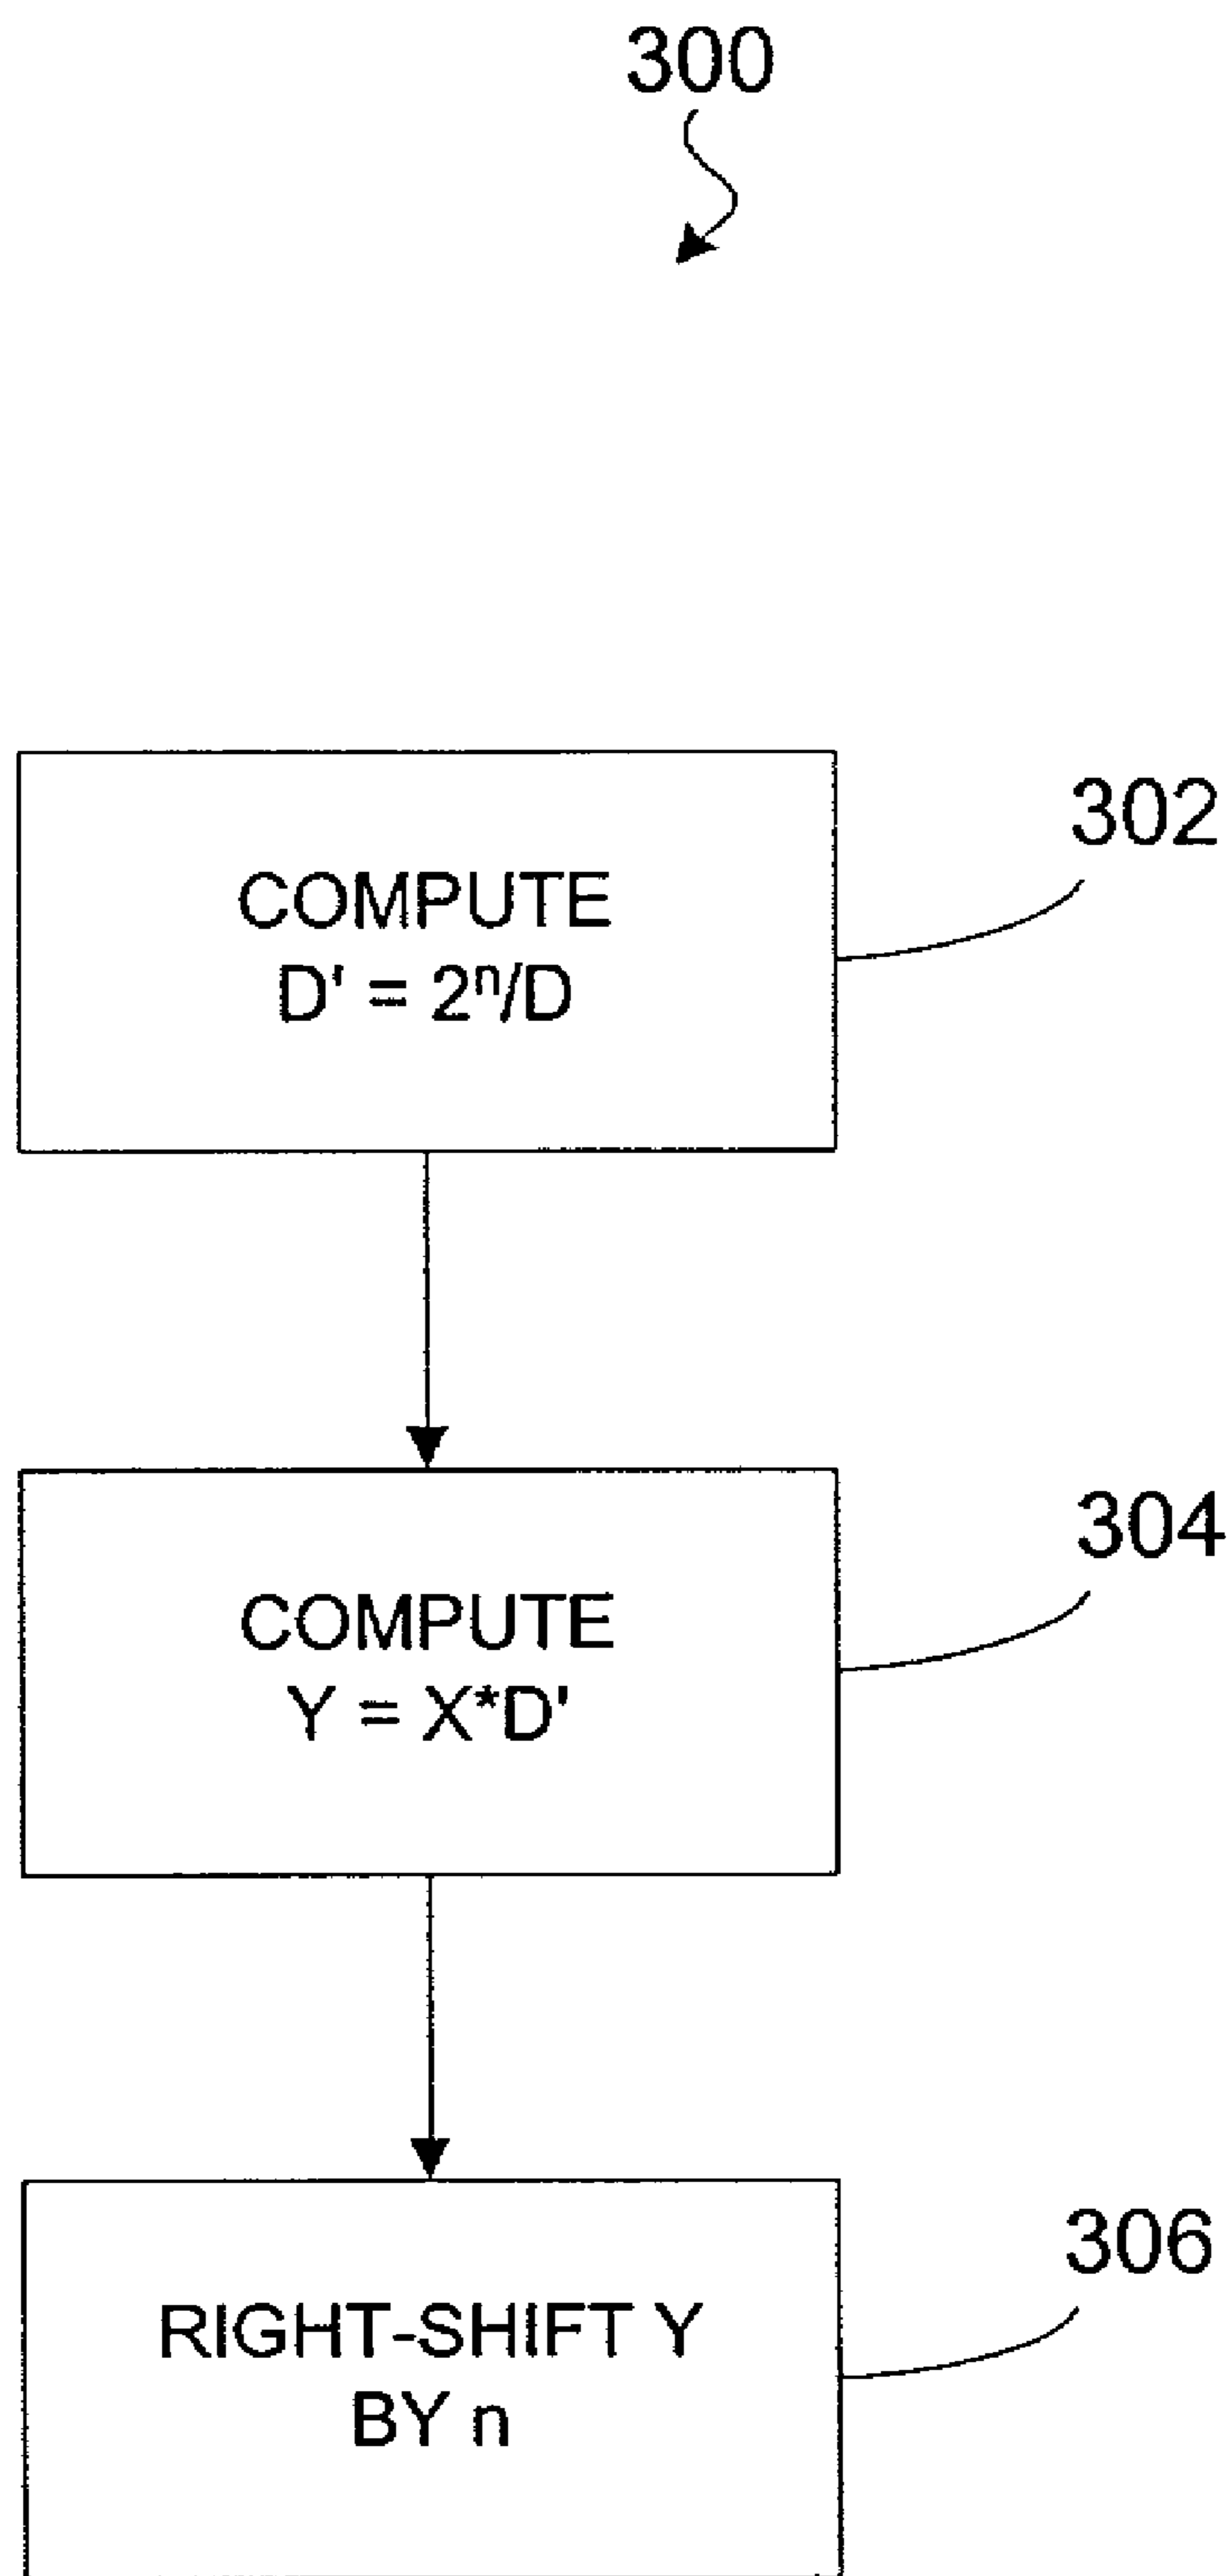 300
COMPUTE
D' = 2ⁿ/D
302
COMPUTE
Y = X*D'
304
RIGHT-SHIFT Y
BY n
306